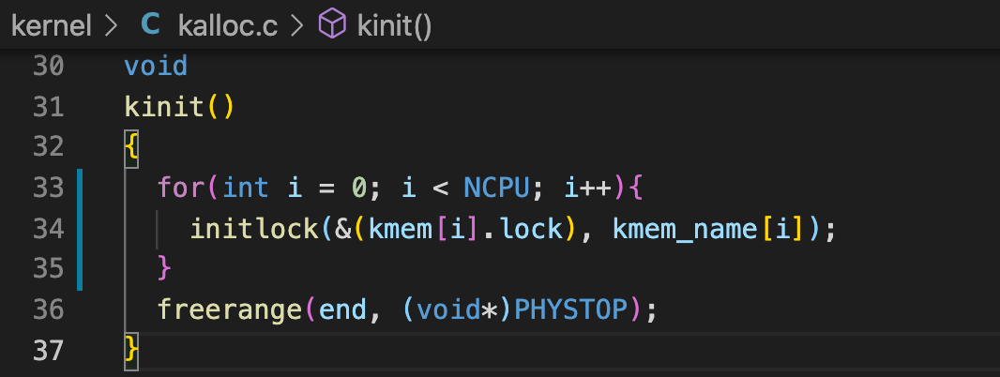 kernel > C kalloc.c > kinit()
30 void
31 kinit()
32 {
33 for(int i = 0; i < NCPU; i++){
34 initlock(&(kmem[i].lock), kmem_name[i]);
35 }
36 freerange(end, (void*)PHYSTOP);
37 }